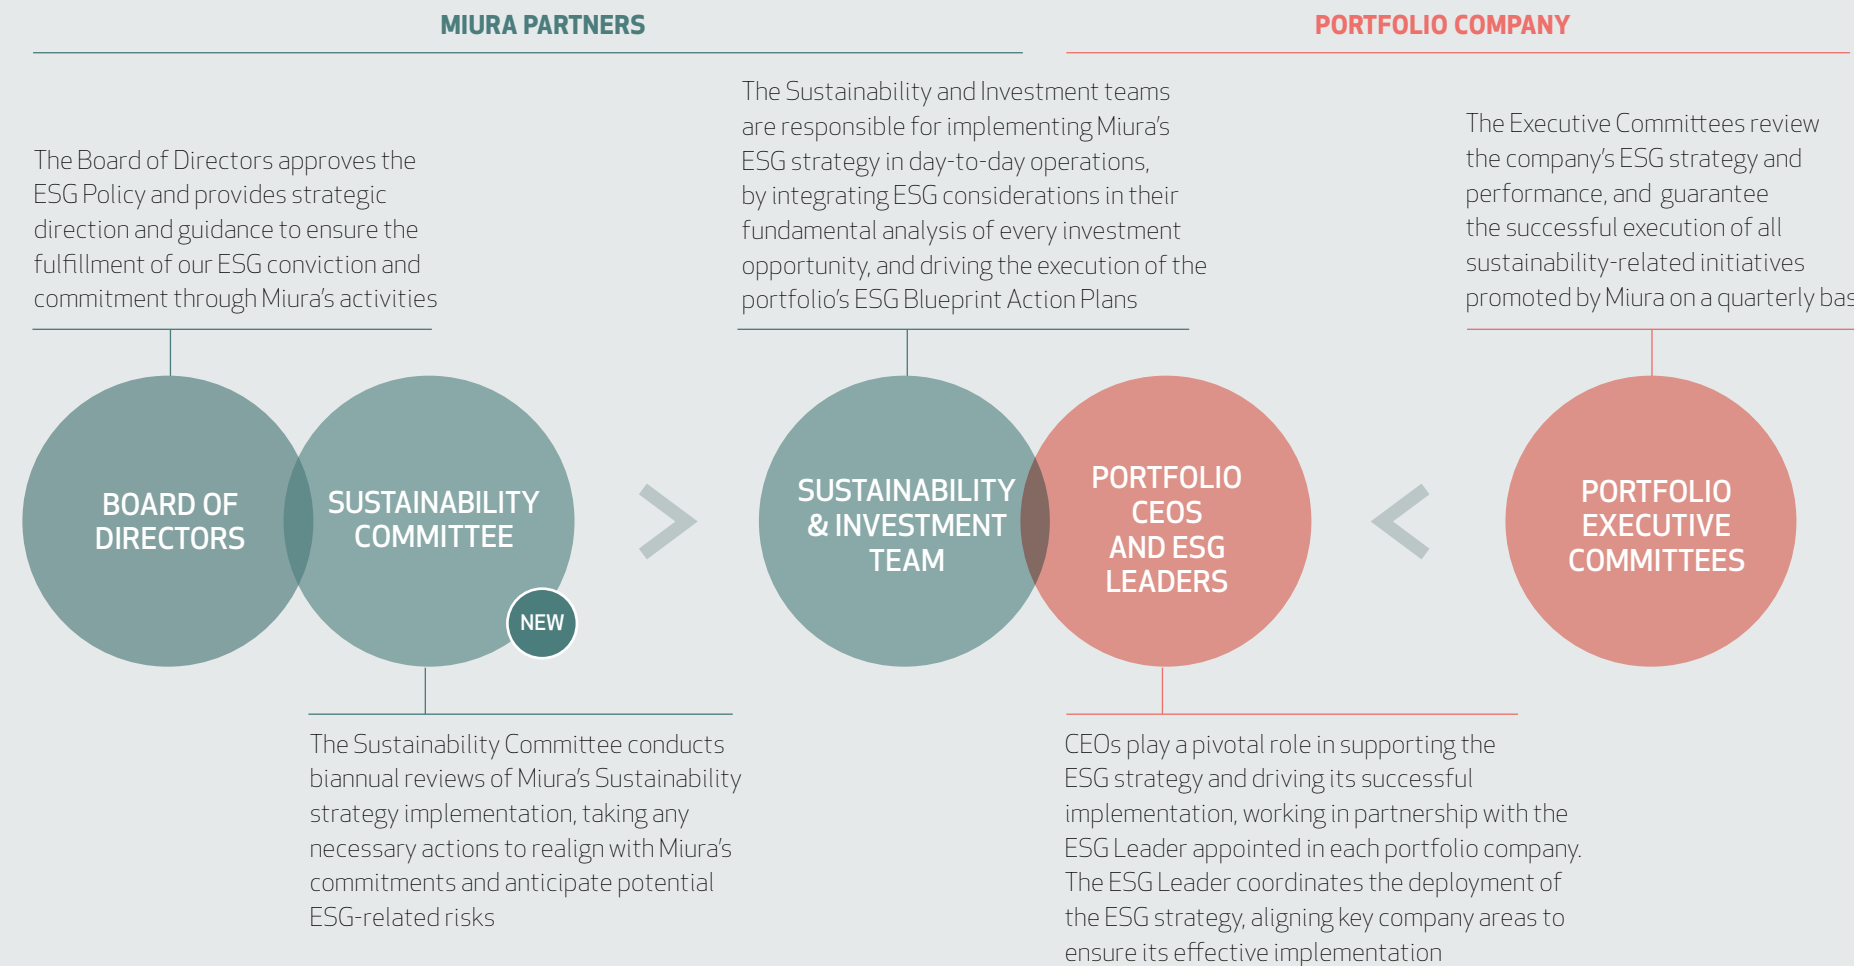 MIURA PARTNERS
PORTFOLIO COMPANY
The Board of Directors approves the
ESG Policy and provides strategic
direction and guidance to ensure the
fulfillment of our ESG conviction and
commitment through Miura's activities
The Sustainability and Investment teams
are responsible for implementing Miura's
ESG strategy in day-to-day operations,
by integrating ESG considerations in their
fundamental analysis of every investment
opportunity, and driving the execution of the
portfolio's ESG Blueprint Action Plans
The Executive Committees review
the company's ESG strategy and
performance, and guarantee
the successful execution of all
sustainability-related initiatives
promoted by Miura on a quarterly
BOARD OF
DIRECTORS
SUSTAINABILITY
COMMITTEE
NEW
SUSTAINABILITY
& INVESTMENT
TEAM
PORTFOLIO
CEOS
AND ESG
LEADERS
PORTFOLIO
EXECUTIVE
COMMITTEES
The Sustainability Committee conducts
biannual reviews of Miura's Sustainability
strategy implementation, taking any
necessary actions to realign with Miura's
commitments and anticipate potential
ESG-related risks
CEOs play a pivotal role in supporting the
ESG strategy and driving its successful
implementation, working in partnership with the
ESG Leader appointed in each portfolio company.
The ESG Leader coordinates the deployment of
the ESG strategy, aligning key company areas to
ensure its effective implementation